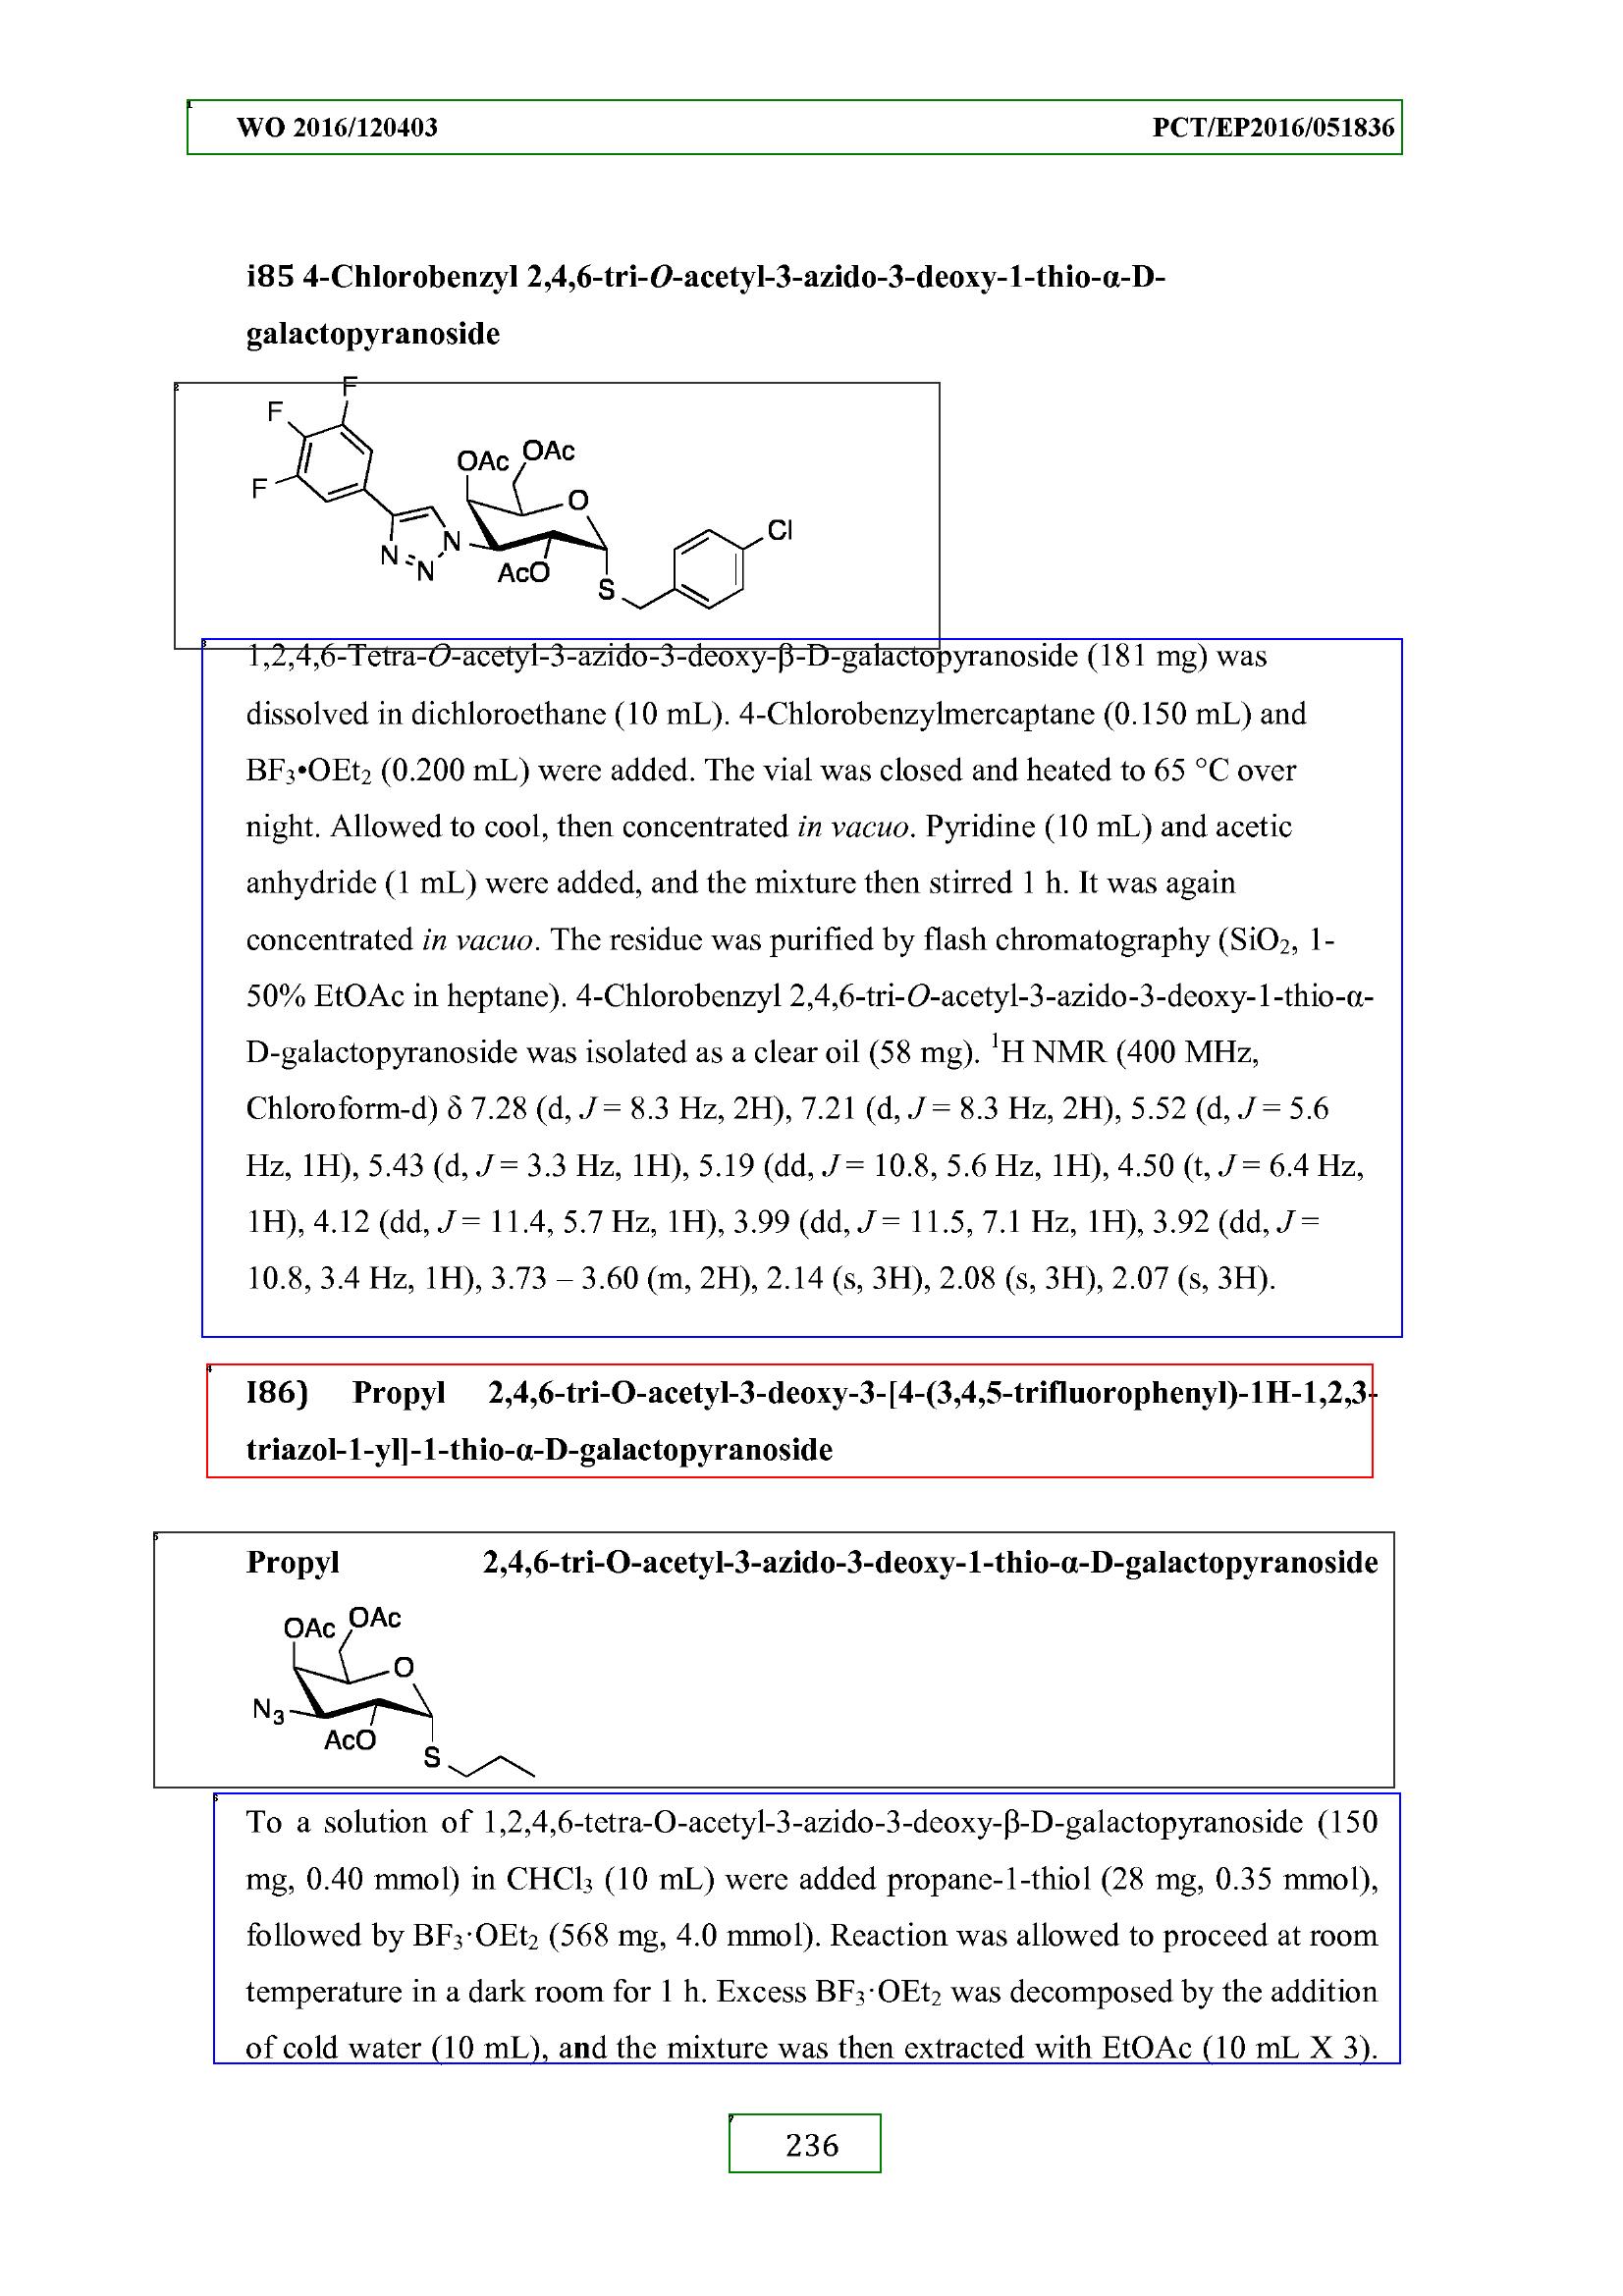 WO 2016/120403 PCT/EP2016/051836
i85 4-Chlorobenzyl 2,4,6-tri-O-acetyl-3-azido-3-deoxy-1-thio-α-D-
galactopyranoside
F
F
F
OAc OAc
O
N
N
N
AcO
S
Cl
1,2,4,6-Tetra-O-acetyl-3-azido-3-deoxy-β-D-galactopyranoside (181 mg) was
dissolved in dichloroethane (10 mL). 4-Chlorobenzylmercaptane (0.150 mL) and
BF₃•OEt₂ (0.200 mL) were added. The vial was closed and heated to 65 °C over
night. Allowed to cool, then concentrated in vacuo. Pyridine (10 mL) and acetic
anhydride (1 mL) were added, and the mixture then stirred 1 h. It was again
concentrated in vacuo. The residue was purified by flash chromatography (SiO₂, 1-
50% EtOAc in heptane). 4-Chlorobenzyl 2,4,6-tri-O-acetyl-3-azido-3-deoxy-1-thio-α-
D-galactopyranoside was isolated as a clear oil (58 mg). ¹H NMR (400 MHz,
Chloroform-d) δ 7.28 (d, J = 8.3 Hz, 2H), 7.21 (d, J = 8.3 Hz, 2H), 5.52 (d, J = 5.6
Hz, 1H), 5.43 (d, J = 3.3 Hz, 1H), 5.19 (dd, J = 10.8, 5.6 Hz, 1H), 4.50 (t, J = 6.4 Hz,
1H), 4.12 (dd, J = 11.4, 5.7 Hz, 1H), 3.99 (dd, J = 11.5, 7.1 Hz, 1H), 3.92 (dd, J =
10.8, 3.4 Hz, 1H), 3.73 – 3.60 (m, 2H), 2.14 (s, 3H), 2.08 (s, 3H), 2.07 (s, 3H).
I86) Propyl 2,4,6-tri-O-acetyl-3-deoxy-3-[4-(3,4,5-trifluorophenyl)-1H-1,2,3-
triazol-1-yl]-1-thio-α-D-galactopyranoside
Propyl 2,4,6-tri-O-acetyl-3-azido-3-deoxy-1-thio-α-D-galactopyranoside
OAc OAc
O
N₃
AcO
S
To a solution of 1,2,4,6-tetra-O-acetyl-3-azido-3-deoxy-β-D-galactopyranoside (150
mg, 0.40 mmol) in CHCl₃ (10 mL) were added propane-1-thiol (28 mg, 0.35 mmol),
followed by BF₃·OEt₂ (568 mg, 4.0 mmol). Reaction was allowed to proceed at room
temperature in a dark room for 1 h. Excess BF₃·OEt₂ was decomposed by the addition
of cold water (10 mL), and the mixture was then extracted with EtOAc (10 mL X 3).
236